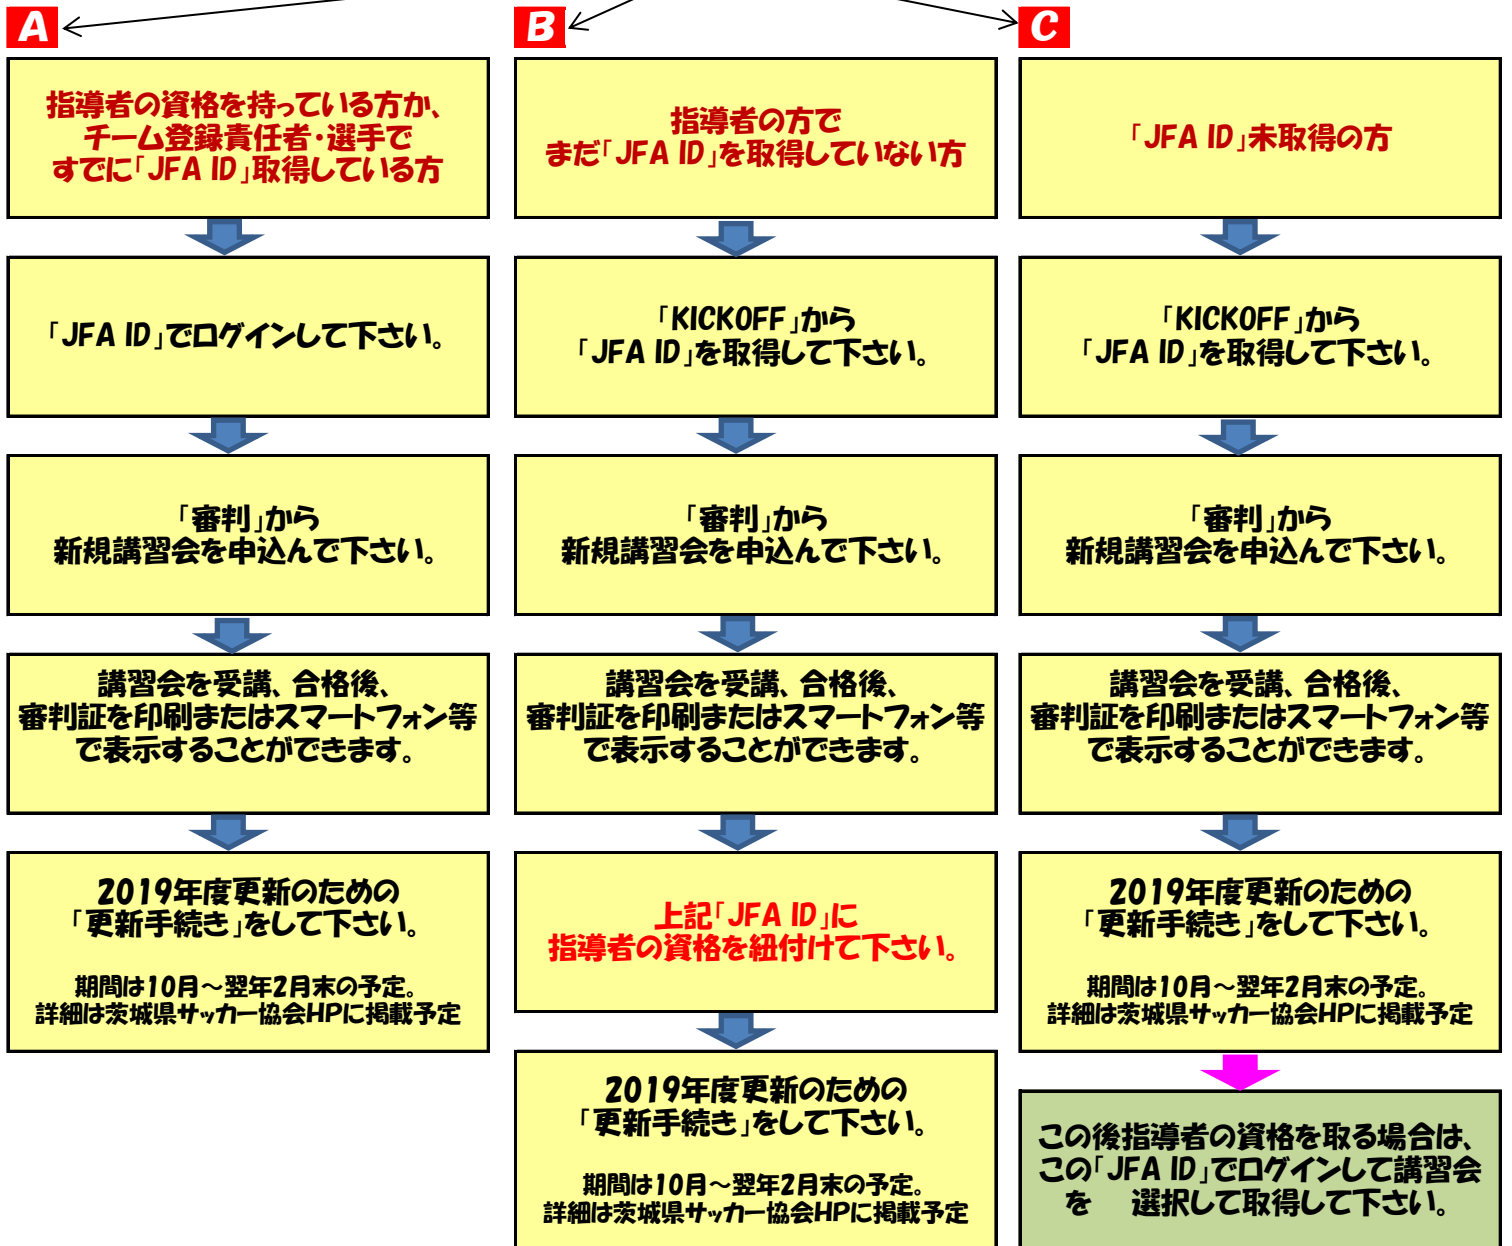 A
指導者の資格を持っている方か、
チーム登録責任者・選手で
すでに「JFA ID」取得している方
「JFA ID」でログインして下さい。
「審判」から
新規講習会を申込んで下さい。
講習会を受講、合格後、
審判証を印刷またはスマートフォン等
で表示することができます。
2019年度更新のための
「更新手続き」をして下さい。
期間は10月～翌年2月末の予定。
詳細は茨城県サッカー協会HPに掲載予定
B
指導者の方で
まだ「JFA ID」を取得していない方
「KICKOFF」から
「JFA ID」を取得して下さい。
「審判」から
新規講習会を申込んで下さい。
講習会を受講、合格後、
審判証を印刷またはスマートフォン等
で表示することができます。
上記「JFA ID」に
指導者の資格を紐付けて下さい。
2019年度更新のための
「更新手続き」をして下さい。
期間は10月～翌年2月末の予定。
詳細は茨城県サッカー協会HPに掲載予定
C
「JFA ID」未取得の方
「KICKOFF」から
「JFA ID」を取得して下さい。
「審判」から
新規講習会を申込んで下さい。
講習会を受講、合格後、
審判証を印刷またはスマートフォン等
で表示することができます。
2019年度更新のための
「更新手続き」をして下さい。
期間は10月～翌年2月末の予定。
詳細は茨城県サッカー協会HPに掲載予定
この後指導者の資格を取る場合は、
この「JFA ID」でログインして講習会
を　選択して取得して下さい。